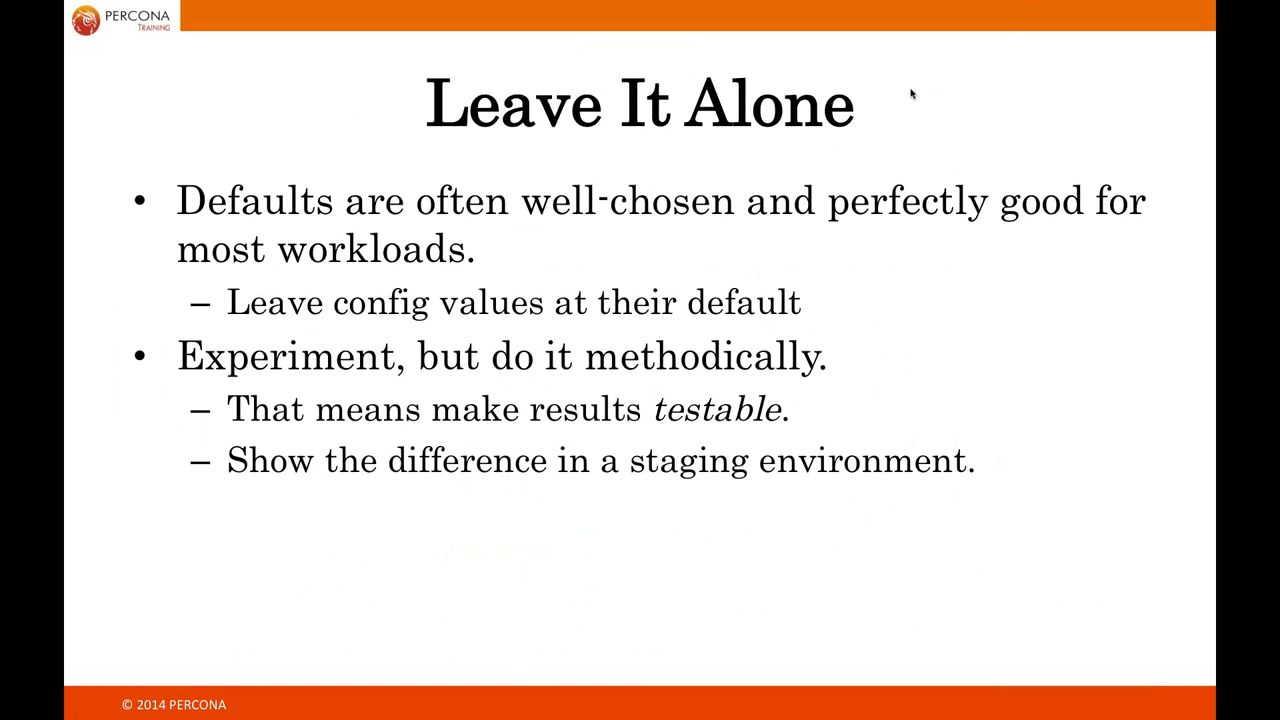 PERCONA
TRAINING
Leave It Alone
• Defaults are often well-chosen and perfectly good for
most workloads.
– Leave config values at their default
• Experiment, but do it methodically.
– That means make results testable.
– Show the difference in a staging environment.
© 2014 PERCONA